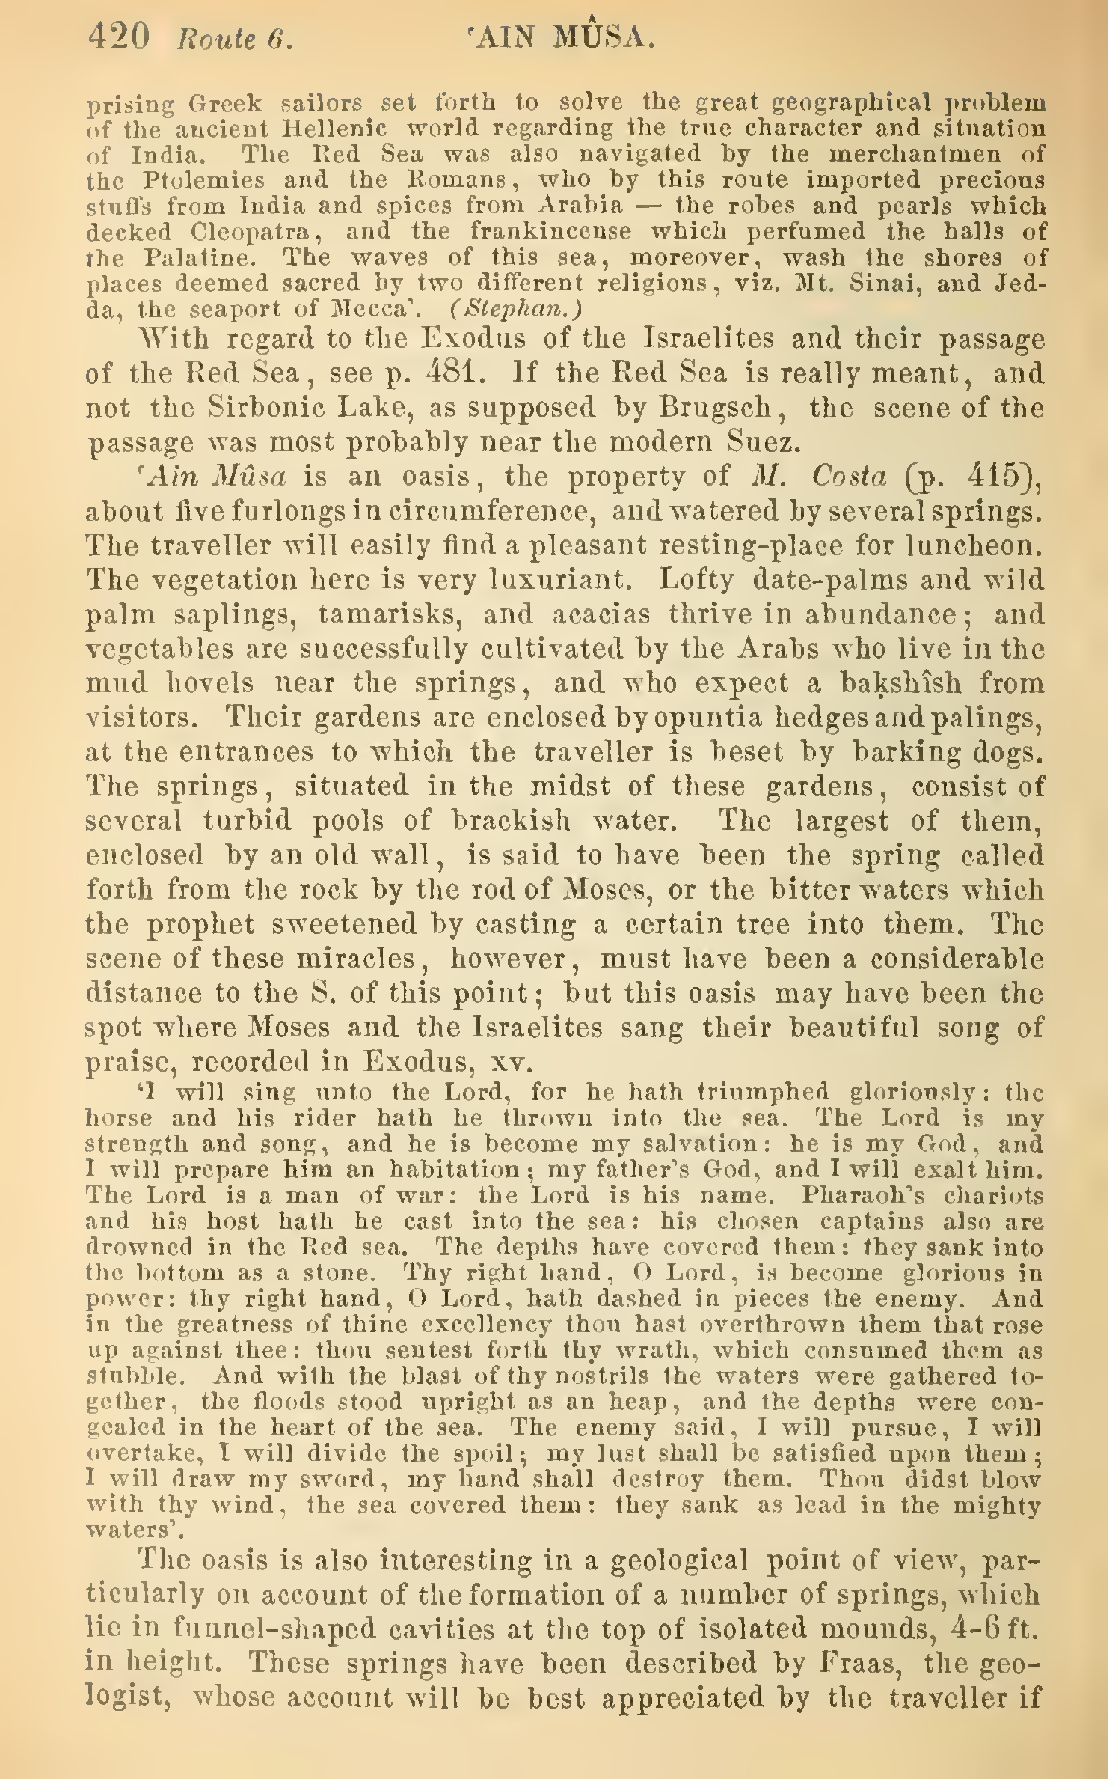 420 Route 6. ʿAIN MÛSA.
prising Greek sailors set forth to solve the great geographical problem
of the ancient Hellenic world regarding the true character and situation
of India. The Red Sea was also navigated by the merchantmen of
the Ptolemies and the Romans, who by this route imported precious
stuffs from India and spices from Arabia — the robes and pearls which
decked Cleopatra, and the frankincense which perfumed the halls of
the Palatine. The waves of this sea, moreover, wash the shores of
places deemed sacred by two different religions, viz. Mt. Sinai, and Jed-
da, the seaport of Mecca'. (Stephan.)
With regard to the Exodus of the Israelites and their passage
of the Red Sea, see p. 481. If the Red Sea is really meant, and
not the Sirbonic Lake, as supposed by Brugsch, the scene of the
passage was most probably near the modern Suez.
ʿAin Mûsa is an oasis, the property of M. Costa (p. 415),
about five furlongs in circumference, and watered by several springs.
The traveller will easily find a pleasant resting-place for luncheon.
The vegetation here is very luxuriant. Lofty date-palms and wild
palm saplings, tamarisks, and acacias thrive in abundance; and
vegetables are successfully cultivated by the Arabs who live in the
mud hovels near the springs, and who expect a baḳshîsh from
visitors. Their gardens are enclosed by opuntia hedges and palings,
at the entrances to which the traveller is beset by barking dogs.
The springs, situated in the midst of these gardens, consist of
several turbid pools of brackish water. The largest of them,
enclosed by an old wall, is said to have been the spring called
forth from the rock by the rod of Moses, or the bitter waters which
the prophet sweetened by casting a certain tree into them. The
scene of these miracles, however, must have been a considerable
distance to the S. of this point; but this oasis may have been the
spot where Moses and the Israelites sang their beautiful song of
praise, recorded in Exodus, xv.
'I will sing unto the Lord, for he hath triumphed gloriously: the
horse and his rider hath he thrown into the sea. The Lord is my
strength and song, and he is become my salvation: he is my God, and
I will prepare him an habitation; my father's God, and I will exalt him.
The Lord is a man of war: the Lord is his name. Pharaoh's chariots
and his host hath he cast into the sea: his chosen captains also are
drowned in the Red sea. The depths have covered them: they sank into
the bottom as a stone. Thy right hand, O Lord, is become glorious in
power: thy right hand, O Lord, hath dashed in pieces the enemy. And
in the greatness of thine excellency thou hast overthrown them that rose
up against thee: thou sentest forth thy wrath, which consumed them as
stubble. And with the blast of thy nostrils the waters were gathered to-
gether, the floods stood upright as an heap, and the depths were con-
gealed in the heart of the sea. The enemy said, I will pursue, I will
overtake, I will divide the spoil; my lust shall be satisfied upon them;
I will draw my sword, my hand shall destroy them. Thou didst blow
with thy wind, the sea covered them: they sank as lead in the mighty
waters'.
The oasis is also interesting in a geological point of view, par-
ticularly on account of the formation of a number of springs, which
lie in funnel-shaped cavities at the top of isolated mounds, 4-6 ft.
in height. These springs have been described by Fraas, the geo-
logist, whose account will be best appreciated by the traveller if